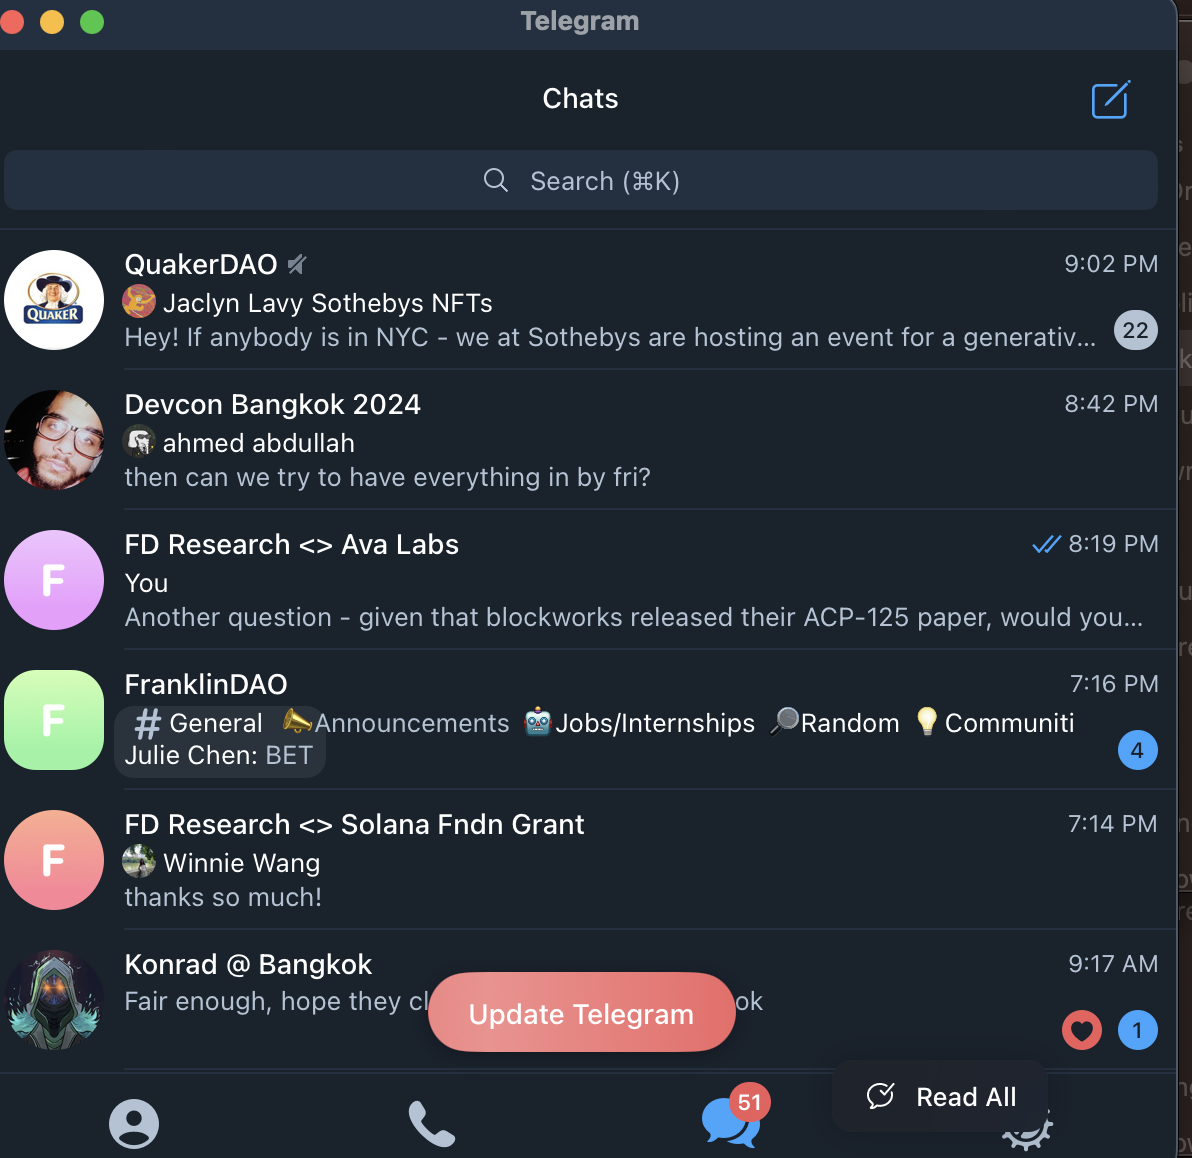 Telegram
Chats
Search (⌘K)
QuakerDAO
9:02 PM
QUAKER
Jaclyn Lavy Sothebys NFTs
Hey! If anybody is in NYC - we at Sothebys are hosting an event for a generativ...
22
Devcon Bangkok 2024
8:42 PM
ahmed abdullah
then can we try to have everything in by fri?
FD Research <> Ava Labs
8:19 PM
F
You
Another question - given that blockworks released their ACP-125 paper, would you...
FranklinDAO
7:16 PM
F
# General 📣Announcements 🤖Jobs/Internships 🔎Random 💡Communiti
Julie Chen: BET
4
FD Research <> Solana Fndn Grant
7:14 PM
F
Winnie Wang
thanks so much!
Konrad @ Bangkok
9:17 AM
Fair enough, hope they cl
ok
Update Telegram
1
51
Read All